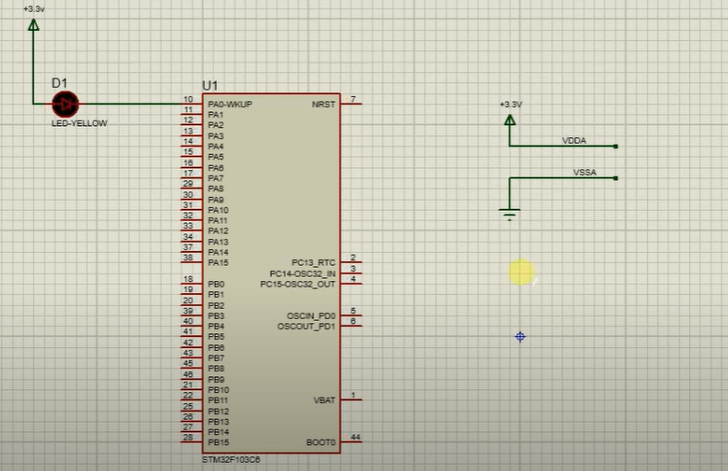 +3.3v
D1
LED-YELLOW
U1
10 PA0-WKUP
11 PA1
12 PA2
13 PA3
14 PA4
15 PA5
16 PA6
17 PA7
29 PA8
30 PA9
31 PA10
32 PA11
33 PA12
34 PA13
37 PA14
38 PA15
18 PB0
19 PB1
20 PB2
39 PB3
40 PB4
41 PB5
42 PB6
43 PB7
45 PB8
46 PB9
21 PB10
22 PB11
25 PB12
26 PB13
27 PB14
28 PB15
NRST 7
PC13_RTC 2
PC14-OSC32_IN 3
PC15-OSC32_OUT 4
OSCIN_PD0 5
OSCOUT_PD1 6
VBAT 1
BOOT0 44
STM32F103C6
+3.3V
VDDA
VSSA